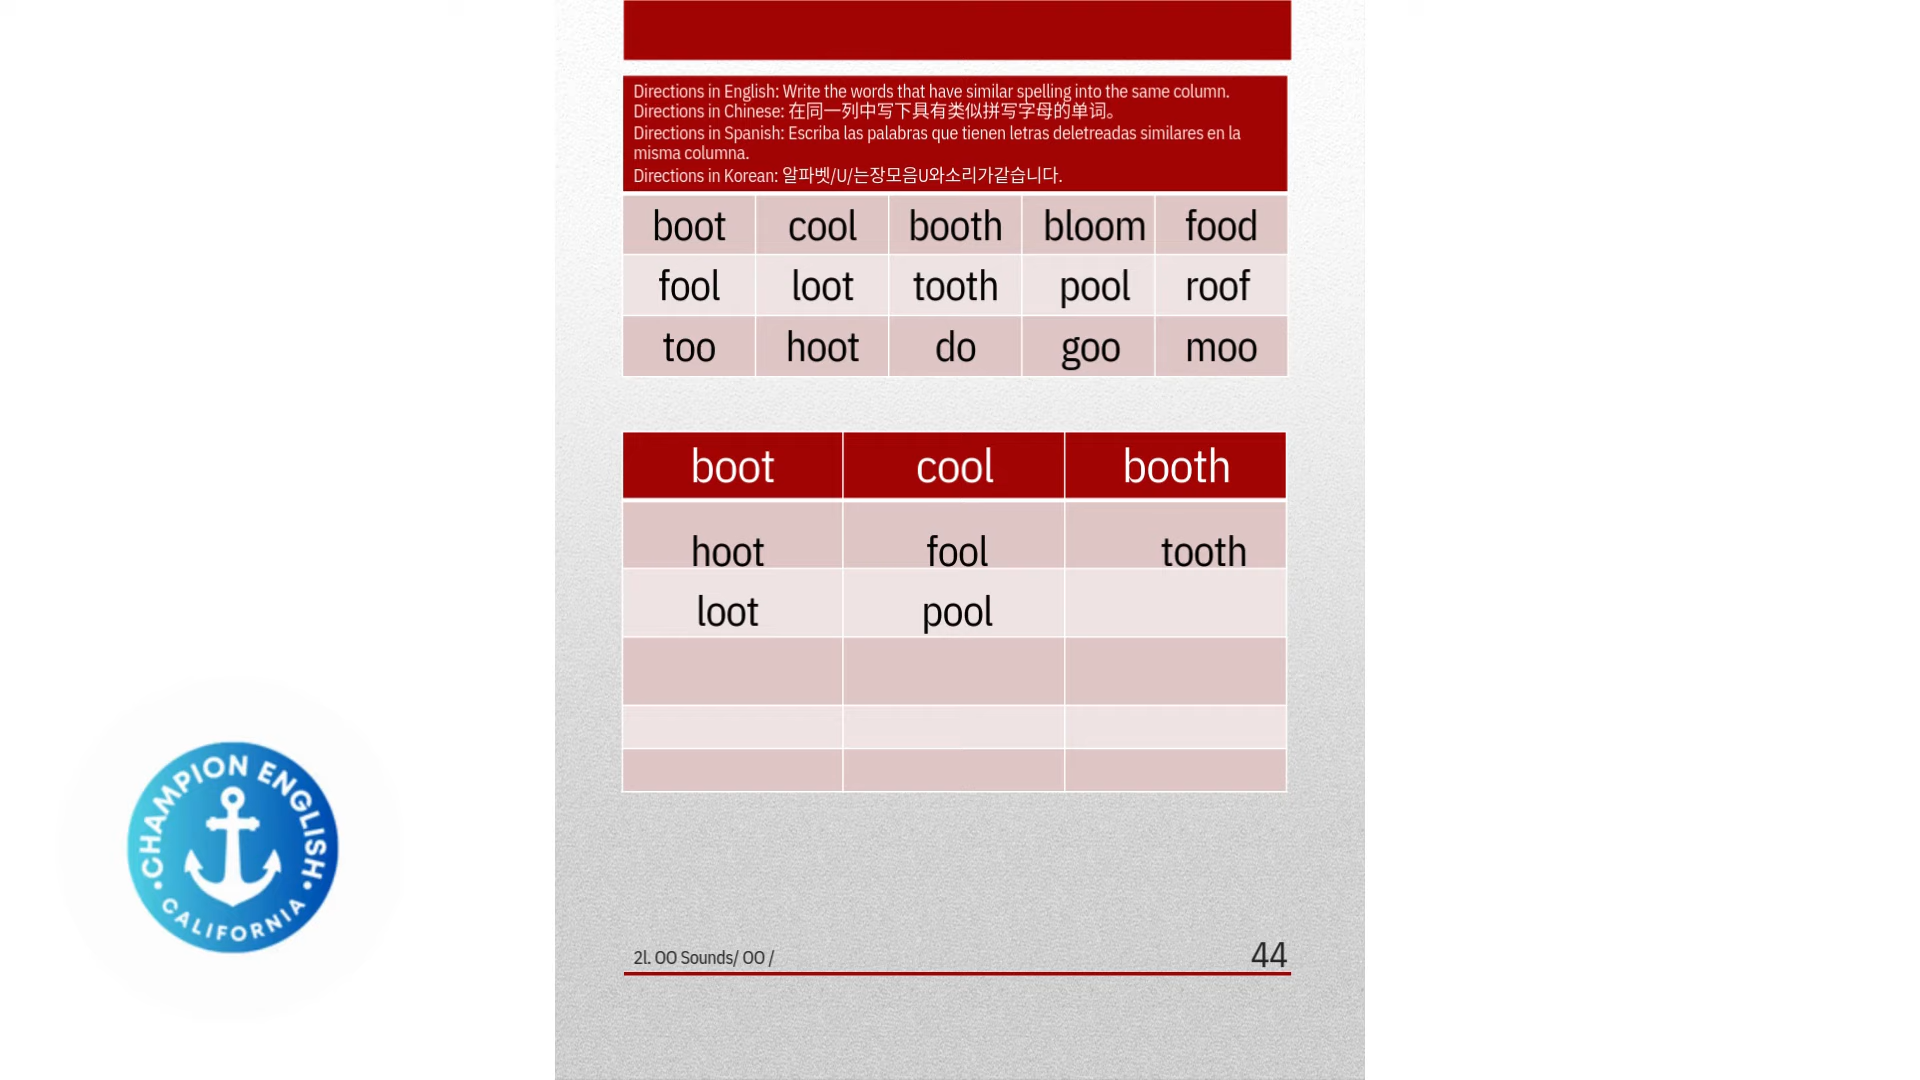 Directions in English: Write the words that have similar spelling into the same column.
Directions in Chinese: 在同一列中写下具有类似拼写字母的单词。
Directions in Spanish: Escriba las palabras que tienen letras deletreadas similares en la
misma columna.
Directions in Korean: 알파벳/U/는장모음U와소리가같습니다.
boot cool booth bloom food
fool loot tooth pool roof
too hoot do goo moo
boot cool booth
hoot fool tooth
loot pool
CHAMPION ENGLISH
CALIFORNIA
2l. OO Sounds/ OO /
44